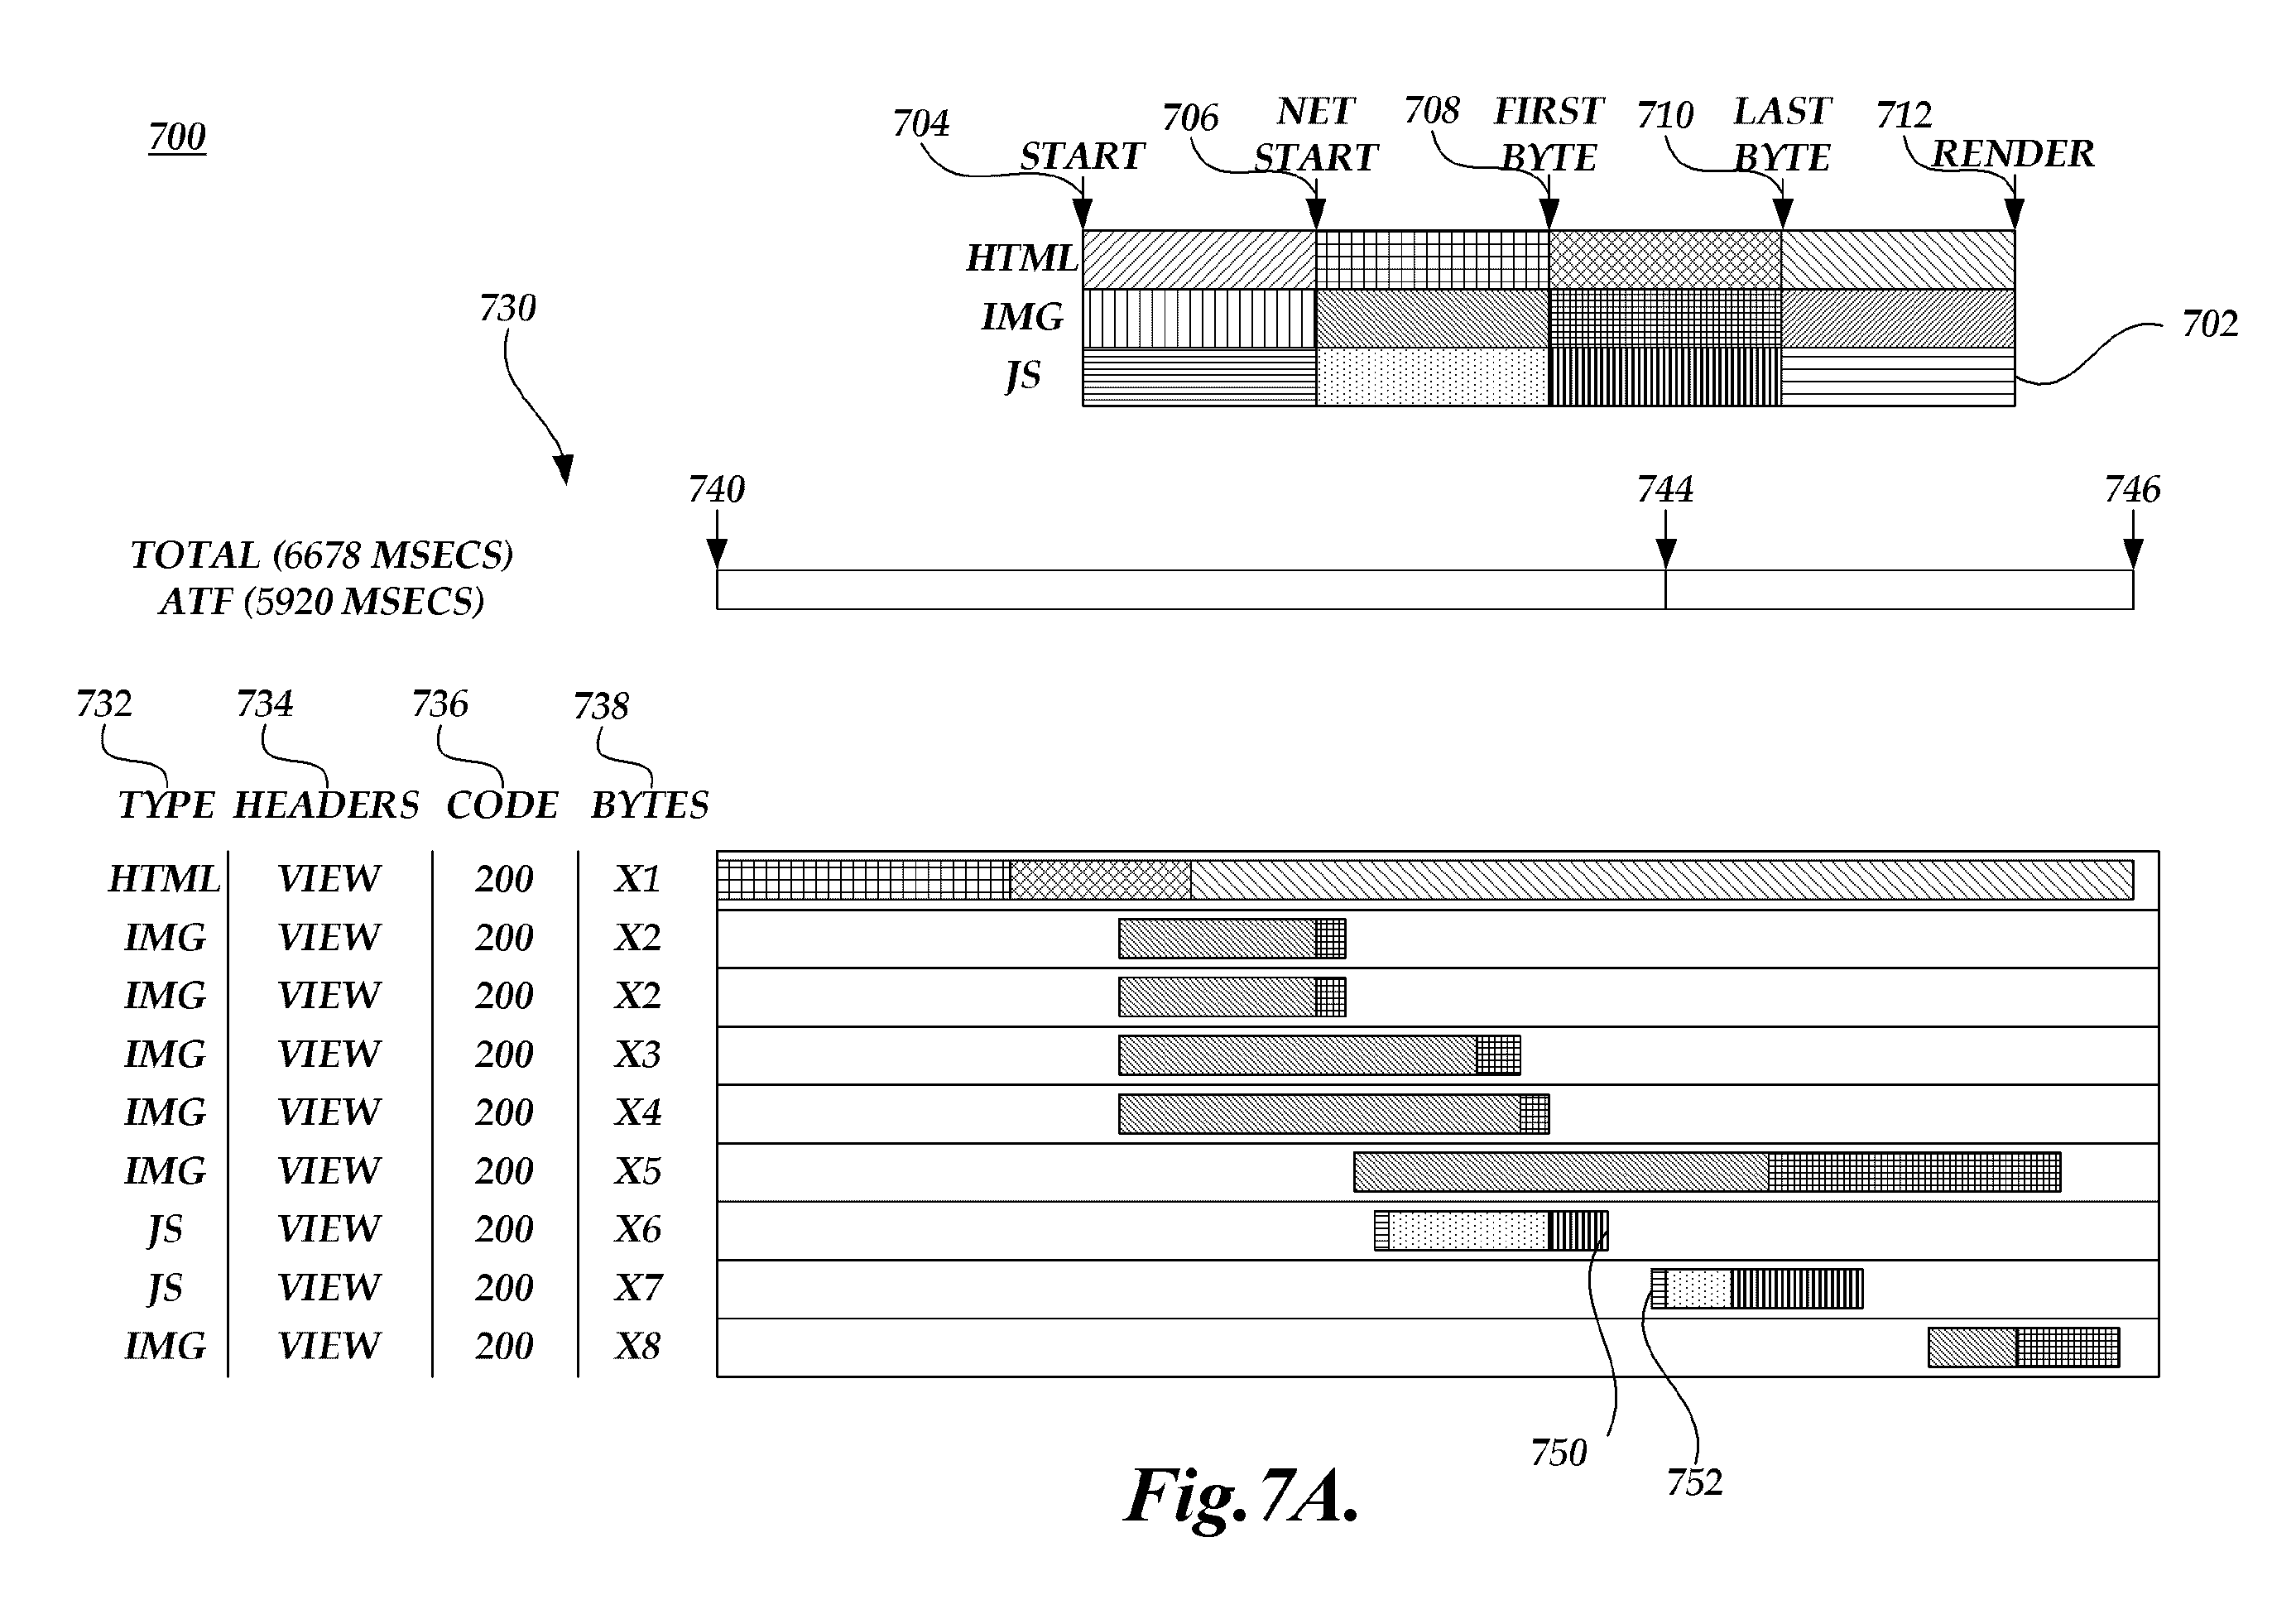 700
704 706 NET 708 FIRST 710 LAST 712
START START BYTE BYTE RENDER
HTML
IMG
JS
702
730
740 744 746
TOTAL (6678 MSECS)
ATF (5920 MSECS)
732 734 736 738
TYPE HEADERS CODE BYTES
HTML VIEW 200 X1
IMG VIEW 200 X2
IMG VIEW 200 X2
IMG VIEW 200 X3
IMG VIEW 200 X4
IMG VIEW 200 X5
JS VIEW 200 X6
JS VIEW 200 X7
IMG VIEW 200 X8
750 752
Fig.7A.